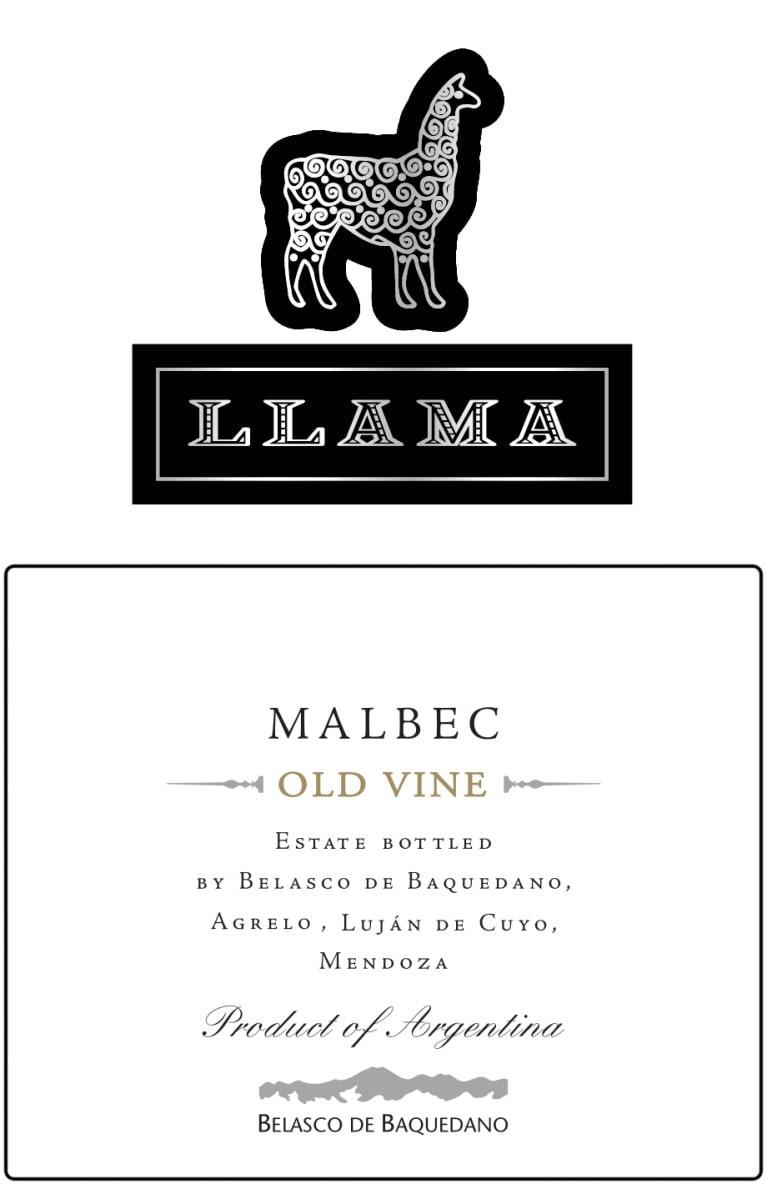 LLAMA
MALBEC
OLD VINE
ESTATE BOTTLED
BY BELASCO DE BAQUEDANO,
AGRELO, LUJÁN DE CUYO,
MENDOZA
Product of Argentina
BELASCO DE BAQUEDANO